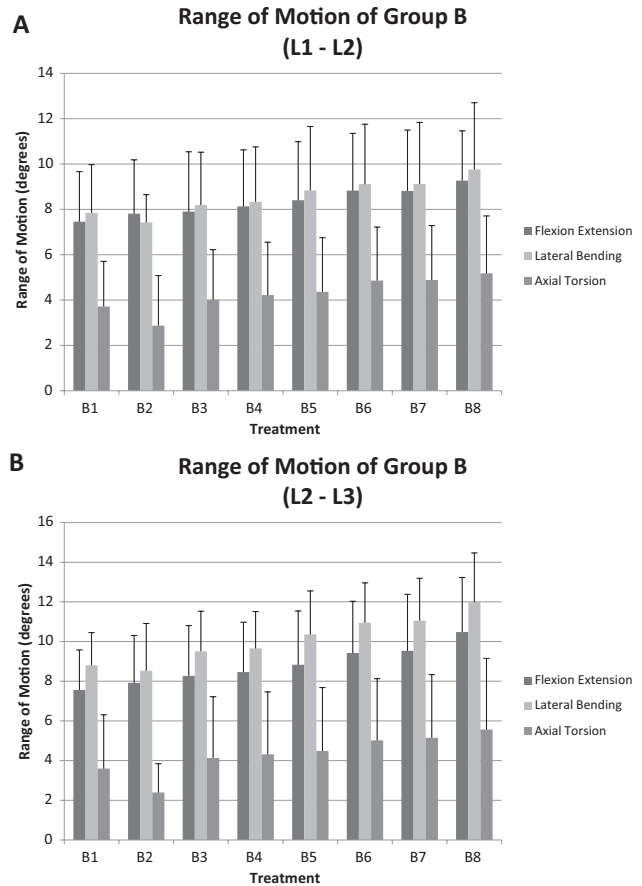 A
Range of Motion of Group B
(L1 - L2)
14
12
10
8
6
4
2
0
Range of Motion (degrees)
B1 B2 B3 B4 B5 B6 B7 B8
Treatment
Flexion Extension
Lateral Bending
Axial Torsion
B
Range of Motion of Group B
(L2 - L3)
16
14
12
10
8
6
4
2
0
Range of Motion (degrees)
B1 B2 B3 B4 B5 B6 B7 B8
Treatment
Flexion Extension
Lateral Bending
Axial Torsion